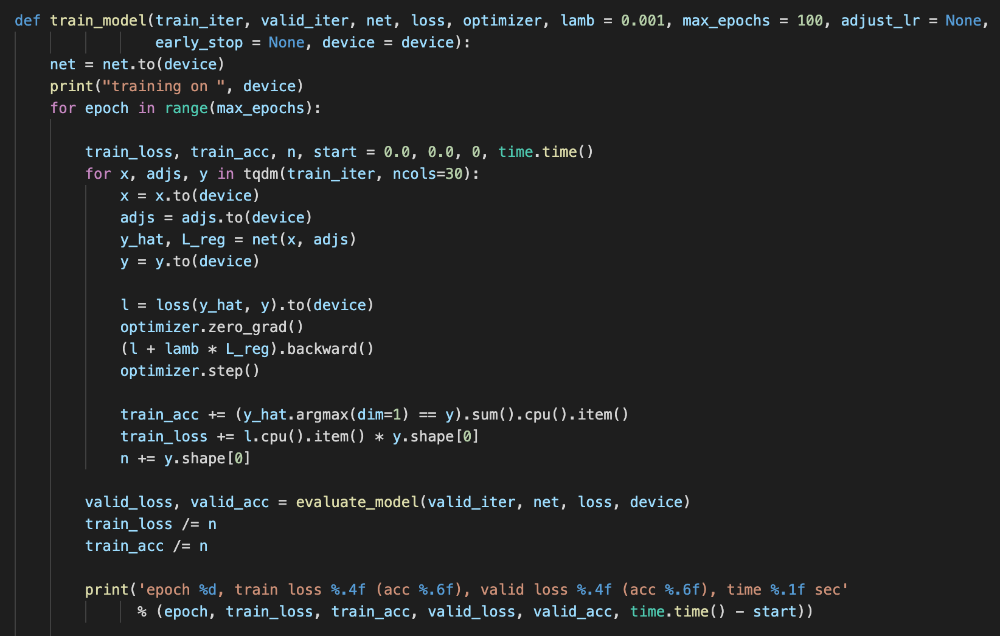 def train_model(train_iter, valid_iter, net, loss, optimizer, lamb = 0.001, max_epochs = 100, adjust_lr = None,
                early_stop = None, device = device):
    net = net.to(device)
    print("training on ", device)
    for epoch in range(max_epochs):

        train_loss, train_acc, n, start = 0.0, 0.0, 0, time.time()
        for x, adjs, y in tqdm(train_iter, ncols=30):
            x = x.to(device)
            adjs = adjs.to(device)
            y_hat, L_reg = net(x, adjs)
            y = y.to(device)

            l = loss(y_hat, y).to(device)
            optimizer.zero_grad()
            (l + lamb * L_reg).backward()
            optimizer.step()

            train_acc += (y_hat.argmax(dim=1) == y).sum().cpu().item()
            train_loss += l.cpu().item() * y.shape[0]
            n += y.shape[0]

        valid_loss, valid_acc = evaluate_model(valid_iter, net, loss, device)
        train_loss /= n
        train_acc /= n

        print('epoch %d, train loss %.4f (acc %.6f), valid loss %.4f (acc %.6f), time %.1f sec'
              % (epoch, train_loss, train_acc, valid_loss, valid_acc, time.time() - start))